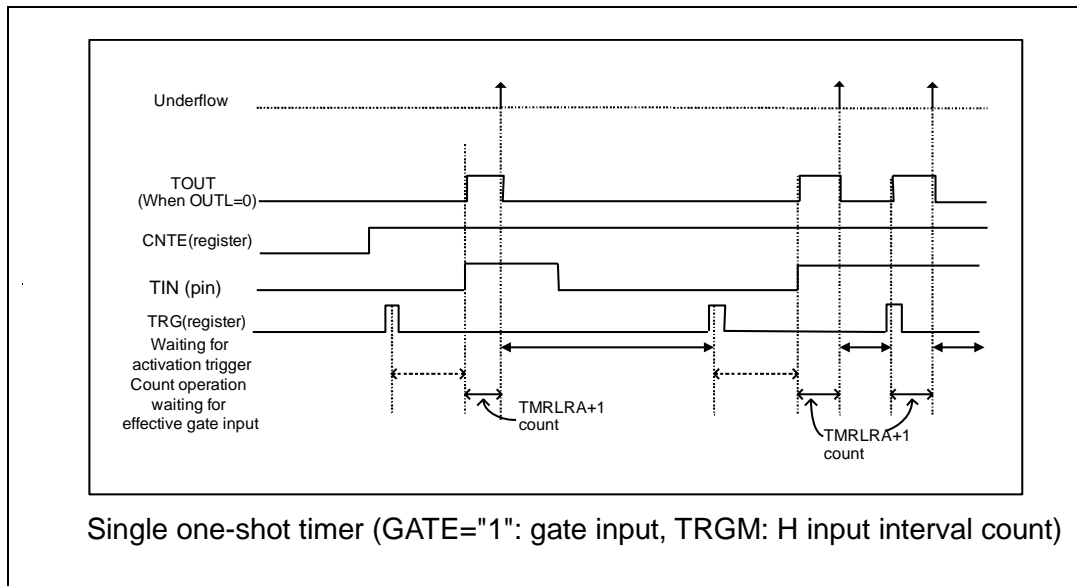 Underflow
TOUT
(When OUTL=0)
CNTE(register)
TIN (pin)
TRG(register)
Waiting for
activation trigger
Count operation
waiting for
effective gate input
TMRLRA+1
count
TMRLRA+1
count
Single one-shot timer (GATE="1": gate input, TRGM: H input interval count)